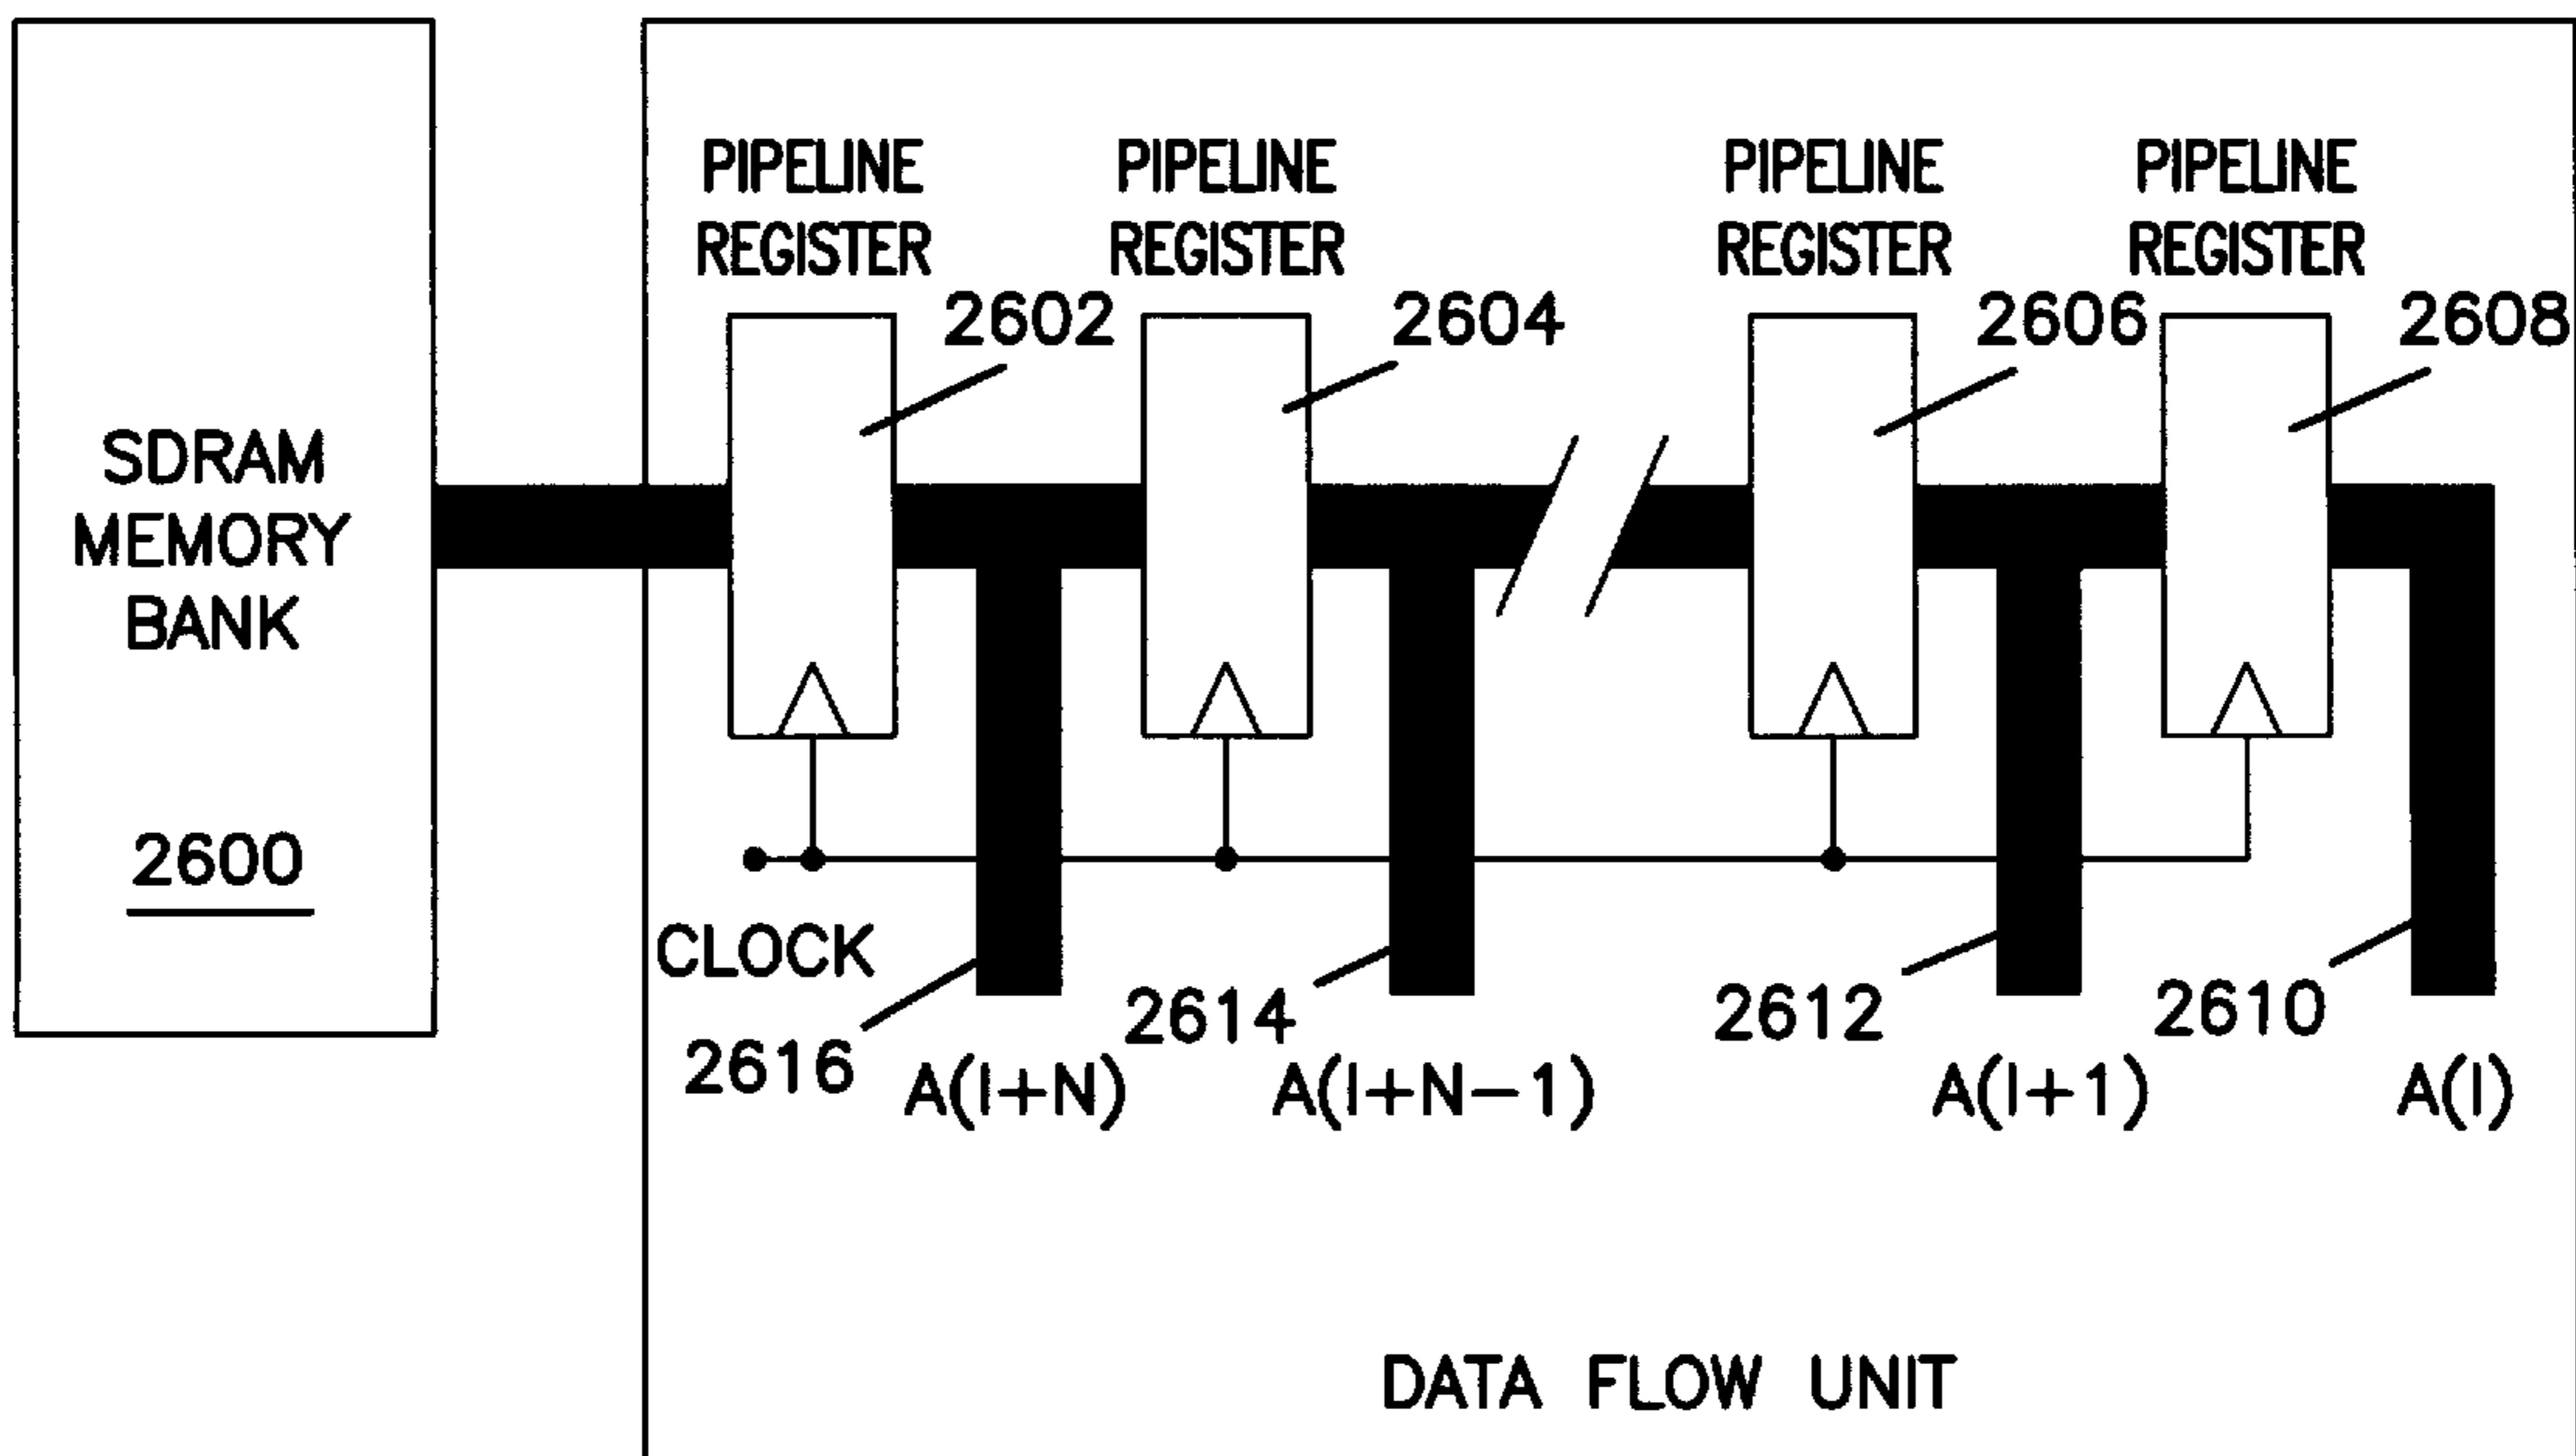 SDRAM
MEMORY
BANK
2600
PIPELINE
REGISTER
2602
PIPELINE
REGISTER
2604
PIPELINE
REGISTER
2606
PIPELINE
REGISTER
2608
CLOCK
2616
A(I+N)
2614
A(I+N-1)
2612
A(I+1)
2610
A(I)
DATA FLOW UNIT